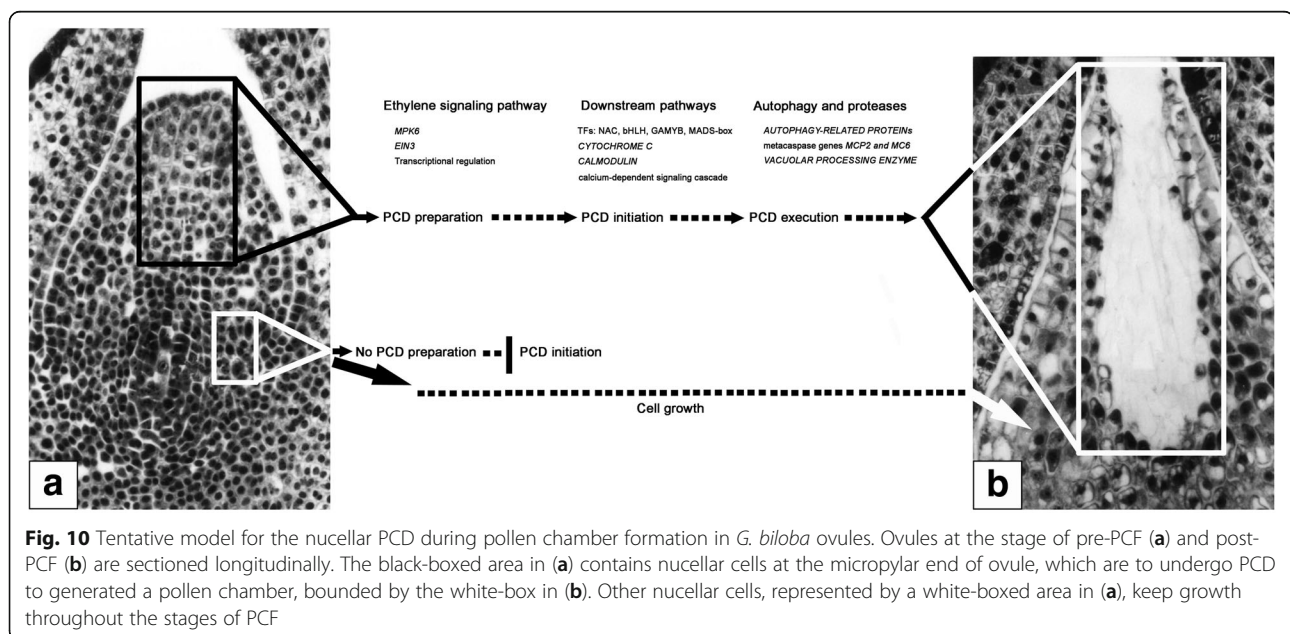 Ethylene signaling pathway
MPK6
EIN3
Transcriptional regulation
Downstream pathways
TFs: NAC, bHLH, GAMYB, MADS-box
CYTOCHROME C
CALMODULIN
calcium-dependent signaling cascade
Autophagy and proteases
AUTOPHAGY-RELATED PROTEINs
metacaspase genes MCP2 and MC6
VACUOLAR PROCESSING ENZYME
PCD preparation
PCD initiation
PCD execution
No PCD preparation
PCD initiation
Cell growth
a
b
Fig. 10 Tentative model for the nucellar PCD during pollen chamber formation in G. biloba ovules. Ovules at the stage of pre-PCF (a) and post-
PCF (b) are sectioned longitudinally. The black-boxed area in (a) contains nucellar cells at the micropylar end of ovule, which are to undergo PCD
to generated a pollen chamber, bounded by the white-box in (b). Other nucellar cells, represented by a white-boxed area in (a), keep growth
throughout the stages of PCF